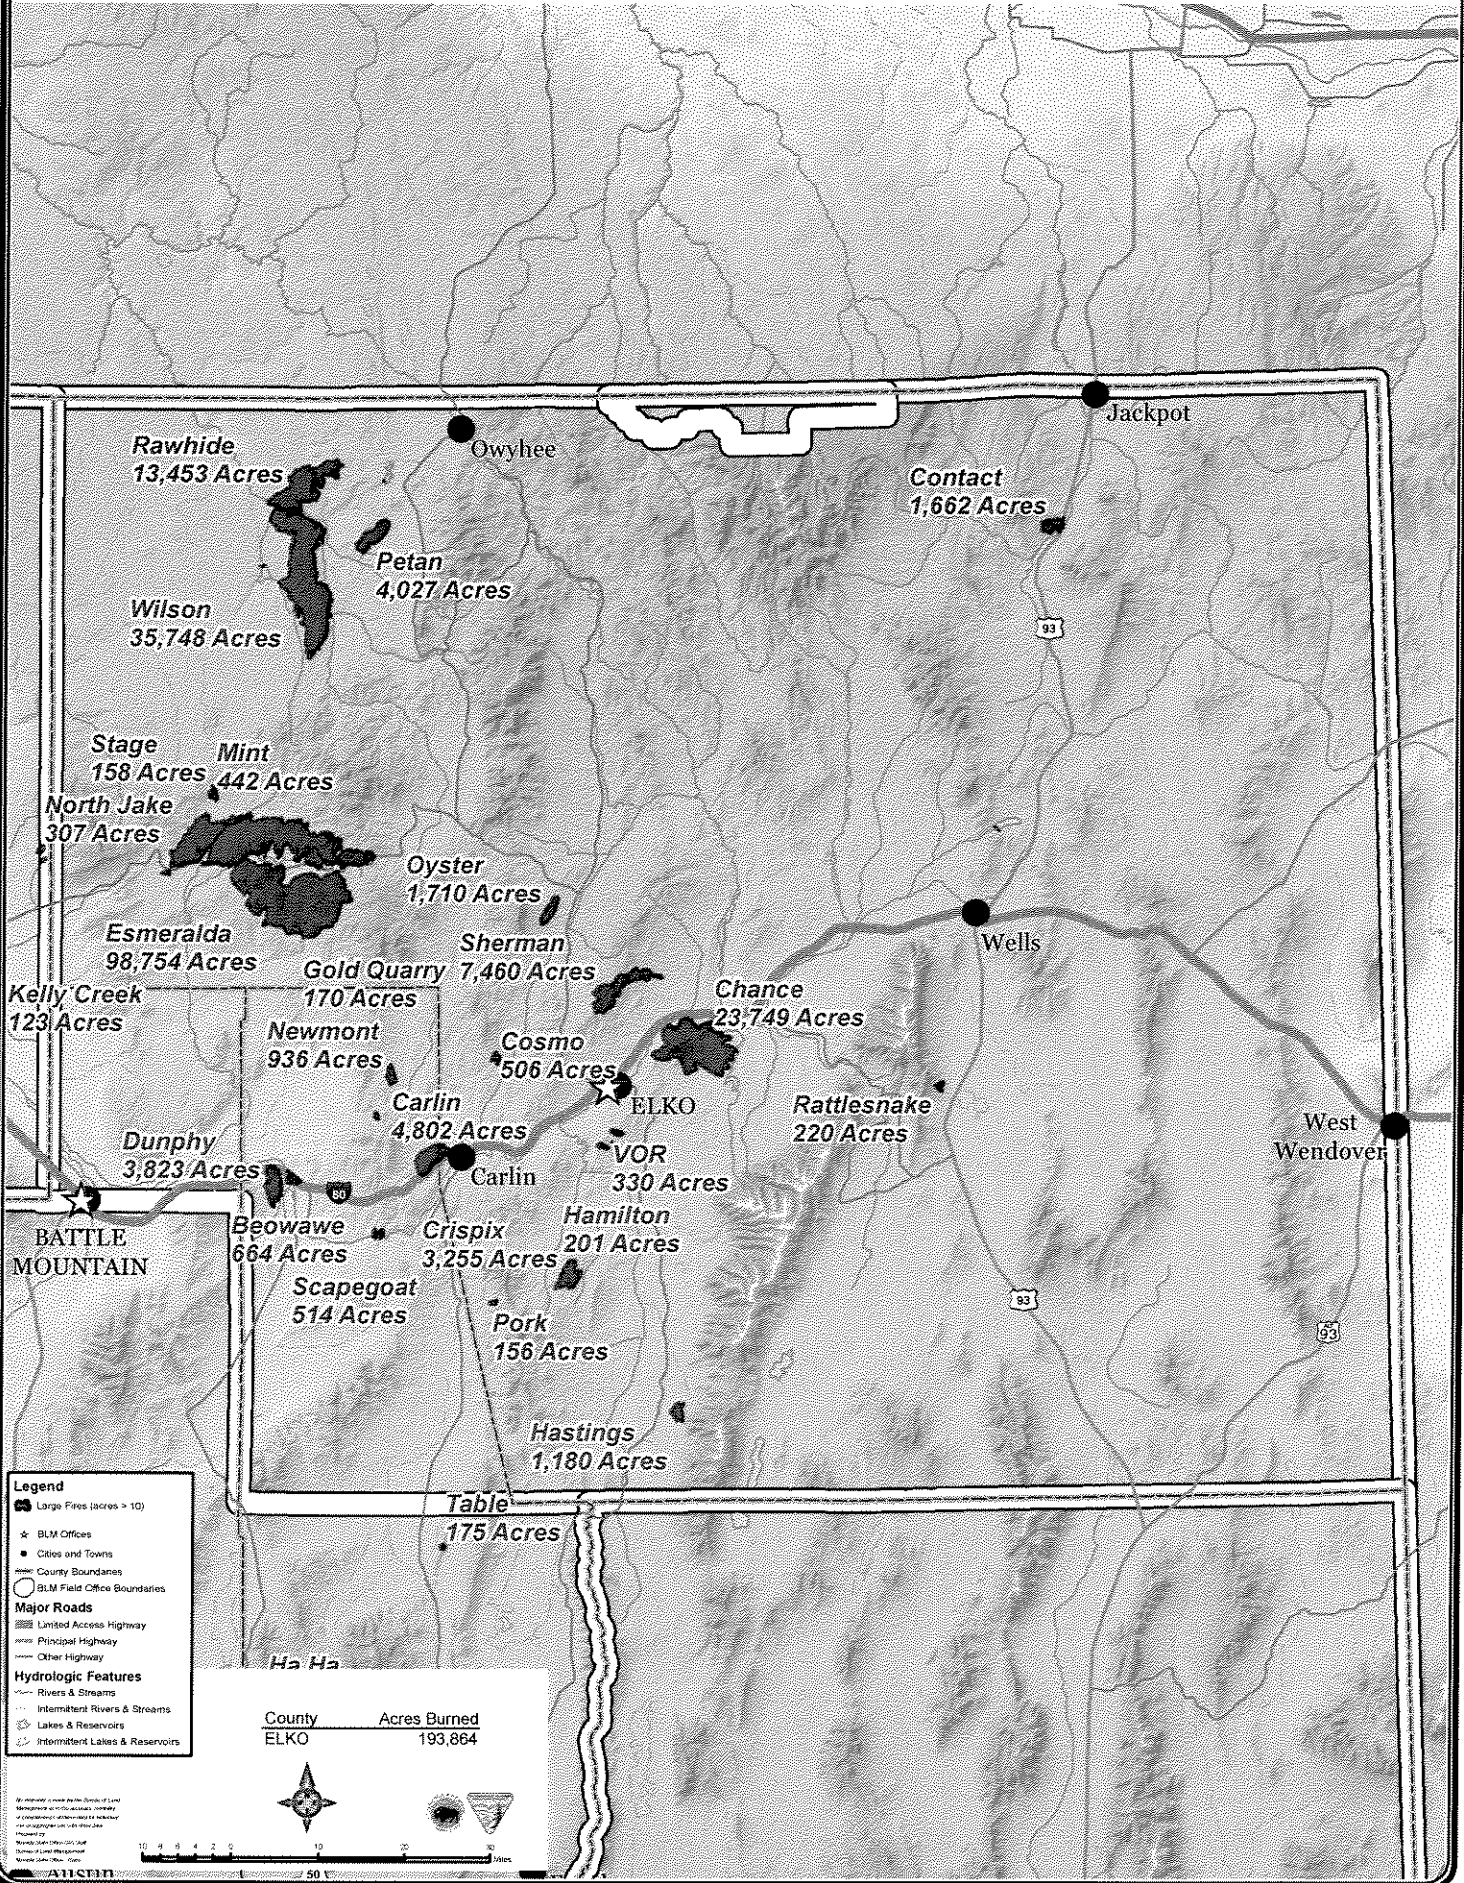 Jackpot
Owyhee
Rawhide
13,453 Acres
Contact
1,662 Acres
Petan
4,027 Acres
Wilson
35,748 Acres
93
Stage
158 Acres
Mint
442 Acres
North Jake
307 Acres
Oyster
1,710 Acres
Esmeralda
98,754 Acres
Sherman
7,460 Acres
Wells
Gold Quarry
170 Acres
Kelly Creek
123 Acres
Chance
23,749 Acres
Newmont
936 Acres
Cosmo
506 Acres
ELKO
Carlin
4,802 Acres
Rattlesnake
220 Acres
West
Wendover
Dunphy
3,823 Acres
VOR
330 Acres
Carlin
80
BATTLE
MOUNTAIN
Beowawe
664 Acres
Crispix
3,255 Acres
Hamilton
201 Acres
Scapegoat
514 Acres
93
Pork
156 Acres
93
Hastings
1,180 Acres
Table
175 Acres
Legend
Large Fires (acres > 10)
BLM Offices
Cities and Towns
County Boundaries
BLM Field Office Boundaries
Major Roads
Limited Access Highway
Principal Highway
Other Highway
Hydrologic Features
Rivers & Streams
Intermittent Rivers & Streams
Lakes & Reservoirs
Intermittent Lakes & Reservoirs
Ha Ha
County Acres Burned
ELKO 193,864
10 8 6 4 2 0 10 20 30
Miles
Austin
50